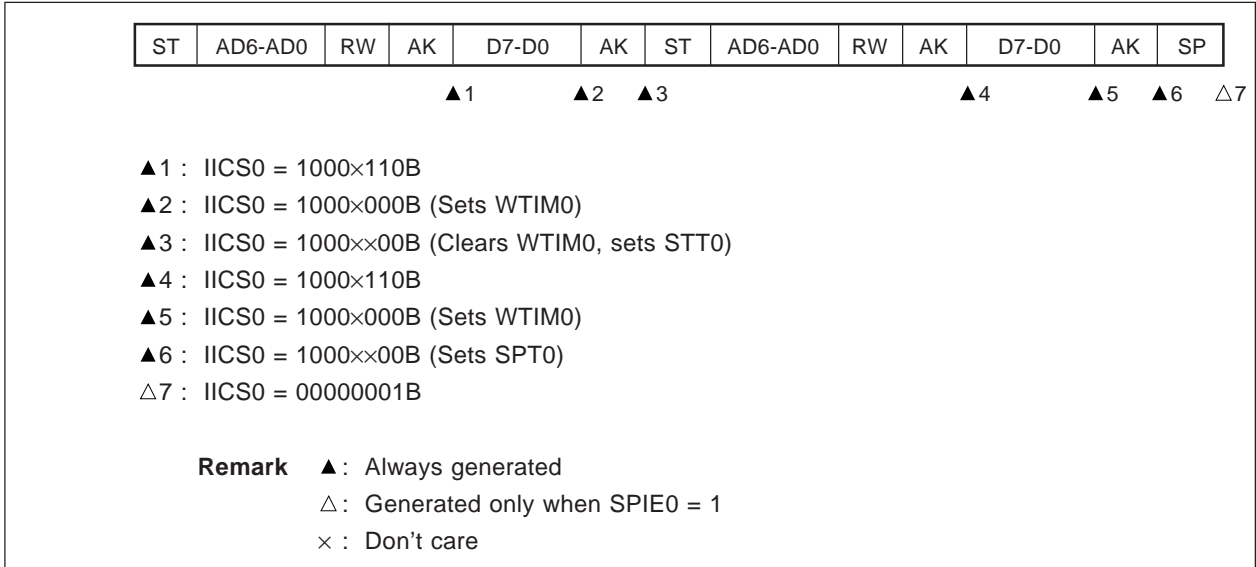 ST AD6-AD0 RW AK D7-D0 AK ST AD6-AD0 RW AK D7-D0 AK SP
▲1 ▲2 ▲3 ▲4 ▲5 ▲6 △7
▲1 : IICS0 = 1000×110B
▲2 : IICS0 = 1000×000B (Sets WTIM0)
▲3 : IICS0 = 1000××00B (Clears WTIM0, sets STT0)
▲4 : IICS0 = 1000×110B
▲5 : IICS0 = 1000×000B (Sets WTIM0)
▲6 : IICS0 = 1000××00B (Sets SPT0)
△7 : IICS0 = 00000001B
Remark ▲ : Always generated
△ : Generated only when SPIE0 = 1
× : Don't care